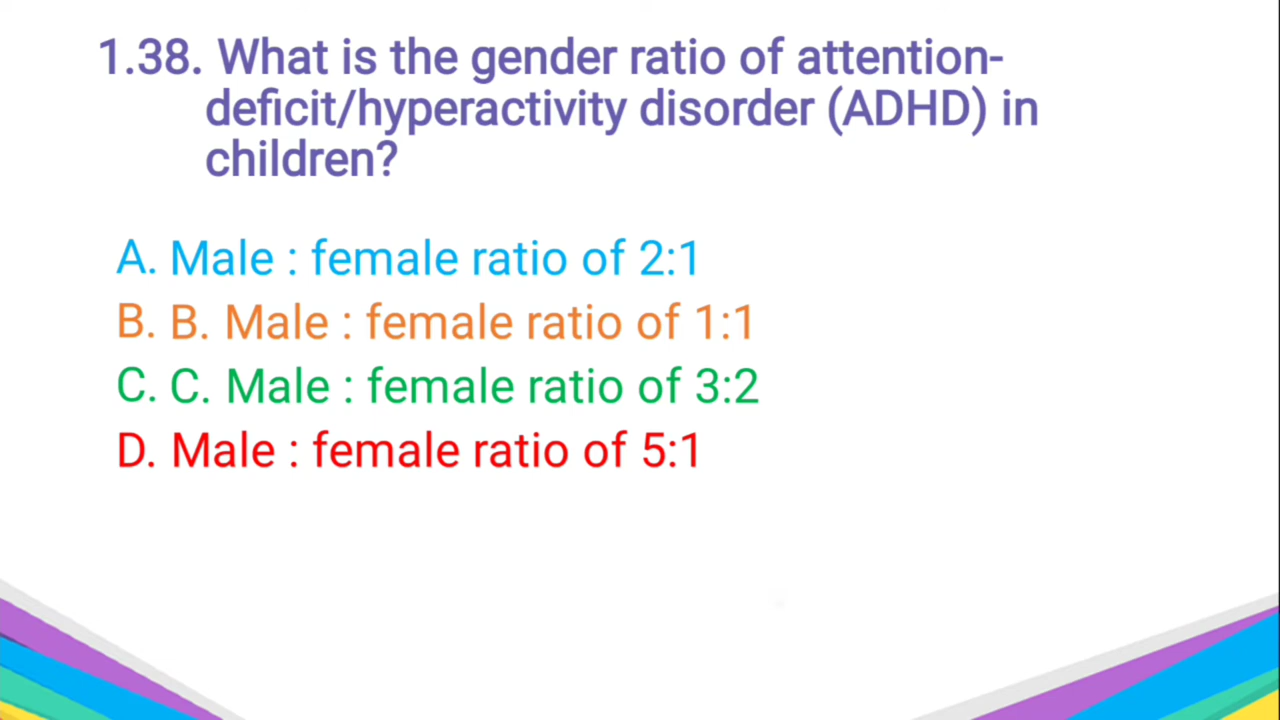 1.38. What is the gender ratio of attention-
deficit/hyperactivity disorder (ADHD) in
children?
A. Male : female ratio of 2:1
B. B. Male : female ratio of 1:1
C. C. Male : female ratio of 3:2
D. Male : female ratio of 5:1